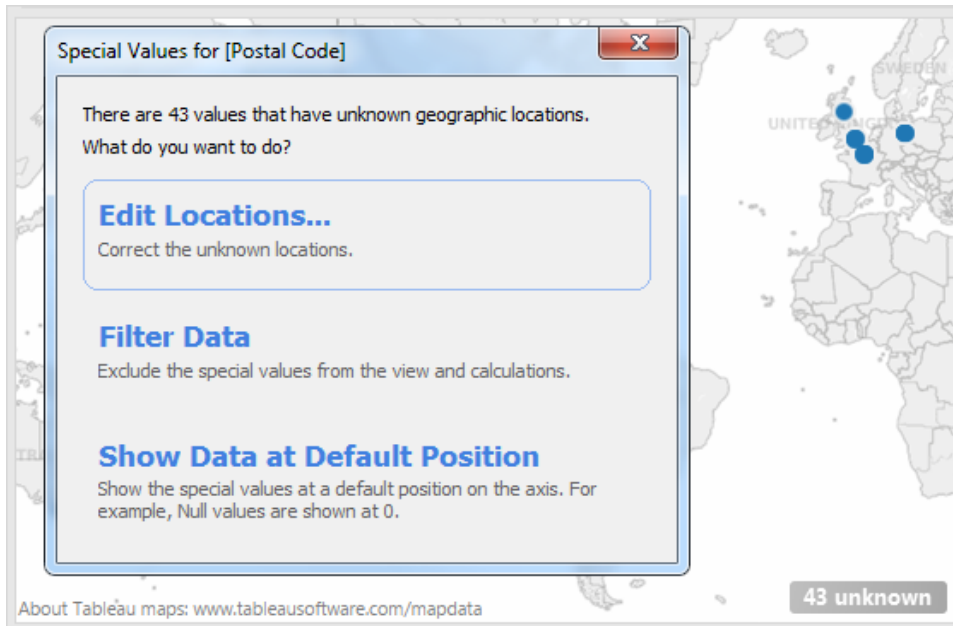 Special Values for [Postal Code]
There are 43 values that have unknown geographic locations.
What do you want to do?
Edit Locations...
Correct the unknown locations.
Filter Data
Exclude the special values from the view and calculations.
Show Data at Default Position
Show the special values at a default position on the axis. For
example, Null values are shown at 0.
SWEDEN
About Tableau maps: www.tableausoftware.com/mapdata
43 unknown